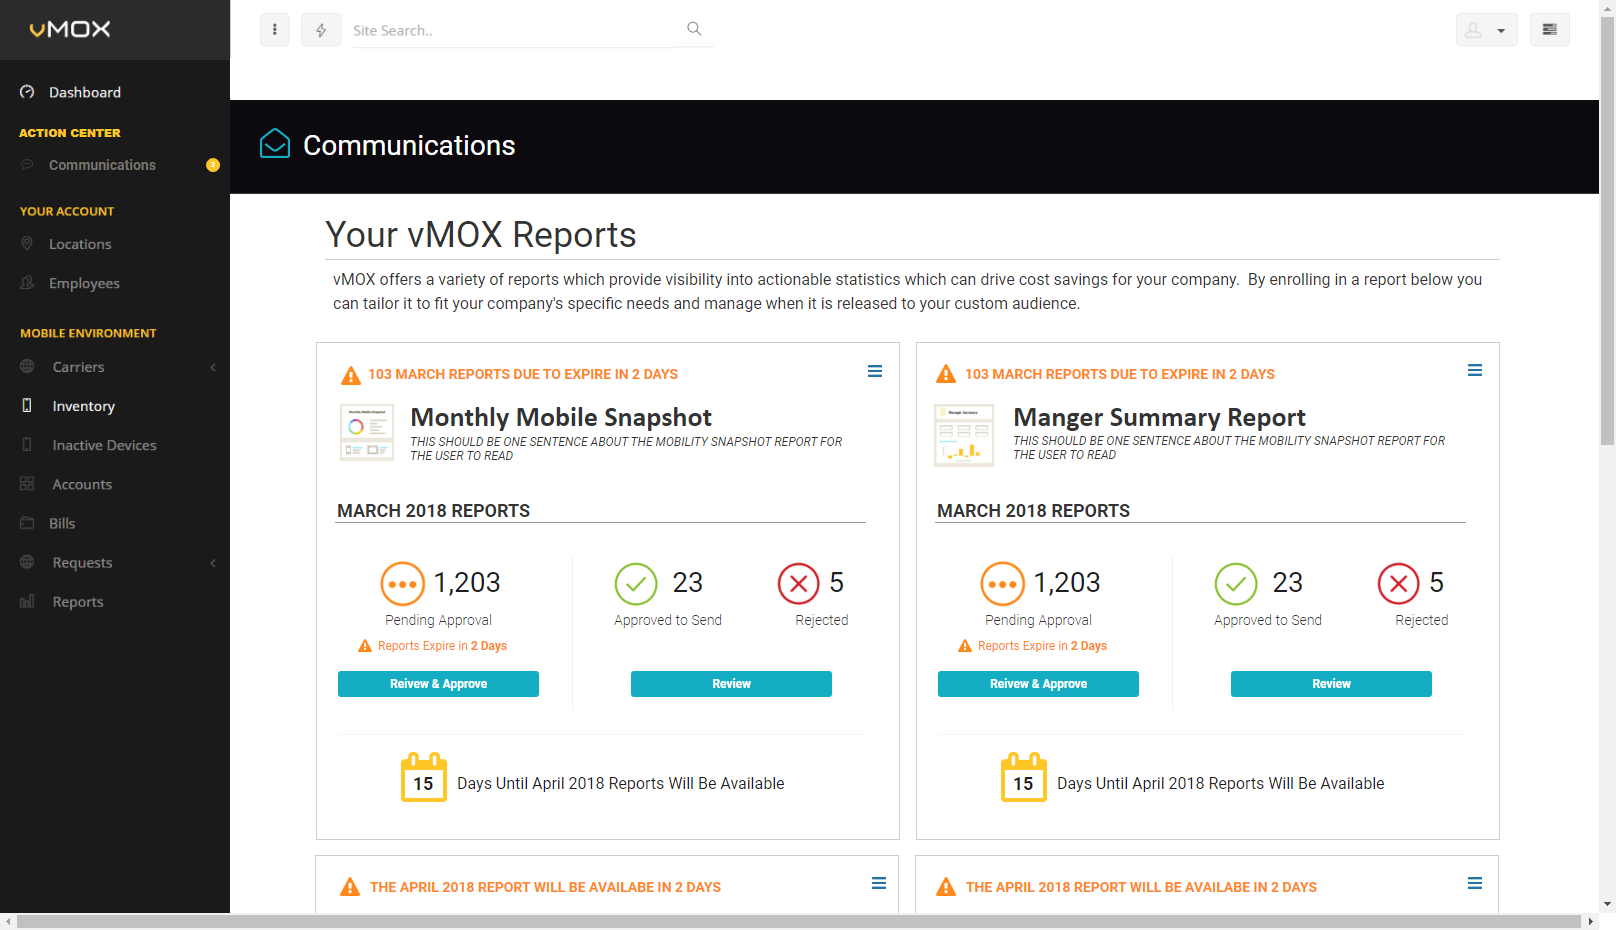 vMOX
Site Search..
Dashboard
ACTION CENTER
Communications
3
YOUR ACCOUNT
Locations
Employees
MOBILE ENVIRONMENT
Carriers
Inventory
Inactive Devices
Accounts
Bills
Requests
Reports
Communications
Your vMOX Reports
vMOX offers a variety of reports which provide visibility into actionable statistics which can drive cost savings for your company. By enrolling in a report below you
can tailor it to fit your company's specific needs and manage when it is released to your custom audience.
103 MARCH REPORTS DUE TO EXPIRE IN 2 DAYS
Monthly Mobile Snapshot
Monthly Mobile Snapshot
THIS SHOULD BE ONE SENTENCE ABOUT THE MOBILITY SNAPSHOT REPORT FOR
THE USER TO READ
MARCH 2018 REPORTS
1,203
Pending Approval
Reports Expire in 2 Days
Reivew & Approve
23
Approved to Send
5
Rejected
Review
15
Days Until April 2018 Reports Will Be Available
103 MARCH REPORTS DUE TO EXPIRE IN 2 DAYS
Manger Summary
Manger Summary Report
THIS SHOULD BE ONE SENTENCE ABOUT THE MOBILITY SNAPSHOT REPORT FOR
THE USER TO READ
MARCH 2018 REPORTS
1,203
Pending Approval
Reports Expire in 2 Days
Reivew & Approve
23
Approved to Send
5
Rejected
Review
15
Days Until April 2018 Reports Will Be Available
THE APRIL 2018 REPORT WILL BE AVAILABE IN 2 DAYS
THE APRIL 2018 REPORT WILL BE AVAILABE IN 2 DAYS